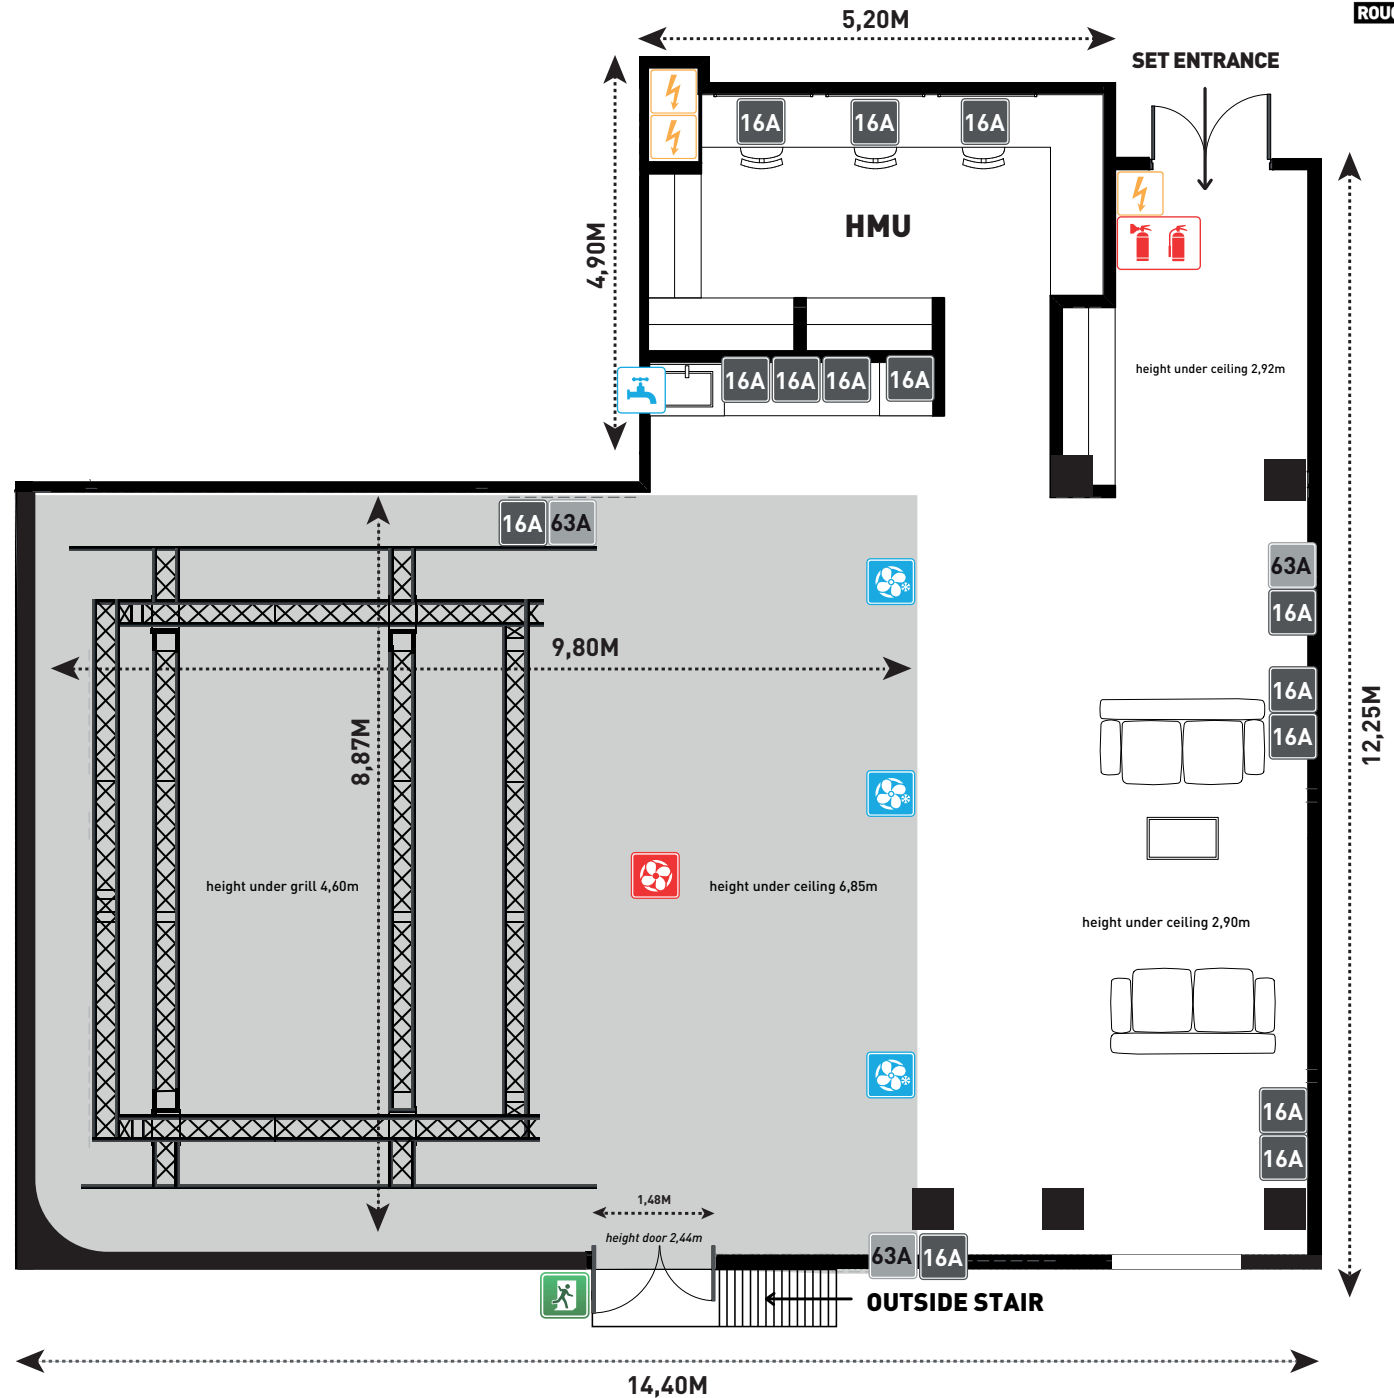 5,20M
SET ENTRANCE
16A
16A
16A
4,90M
HMU
height under ceiling 2,92m
16A
16A
16A
16A
16A
63A
63A
16A
9,80M
16A
16A
8,87M
12,25M
height under grill 4,60m
height under ceiling 6,85m
height under ceiling 2,90m
16A
16A
1,48M
height door 2,44m
63A
16A
OUTSIDE STAIR
14,40M